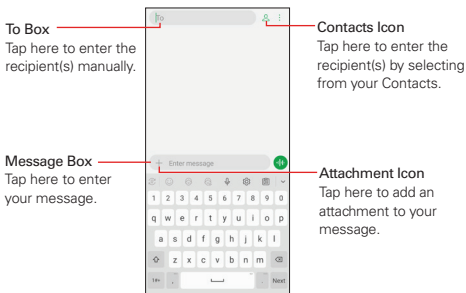 To Box
Tap here to enter the
recipient(s) manually.
To
Contacts Icon
Tap here to enter the
recipient(s) by selecting
from your Contacts.
Message Box
Tap here to enter
your message.
Enter message
Attachment Icon
Tap here to add an
attachment to your
message.
1 2 3 4 5 6 7 8 9 0
q w e r t y u i o p
a s d f g h j k l
z x c v b n m
, . Next